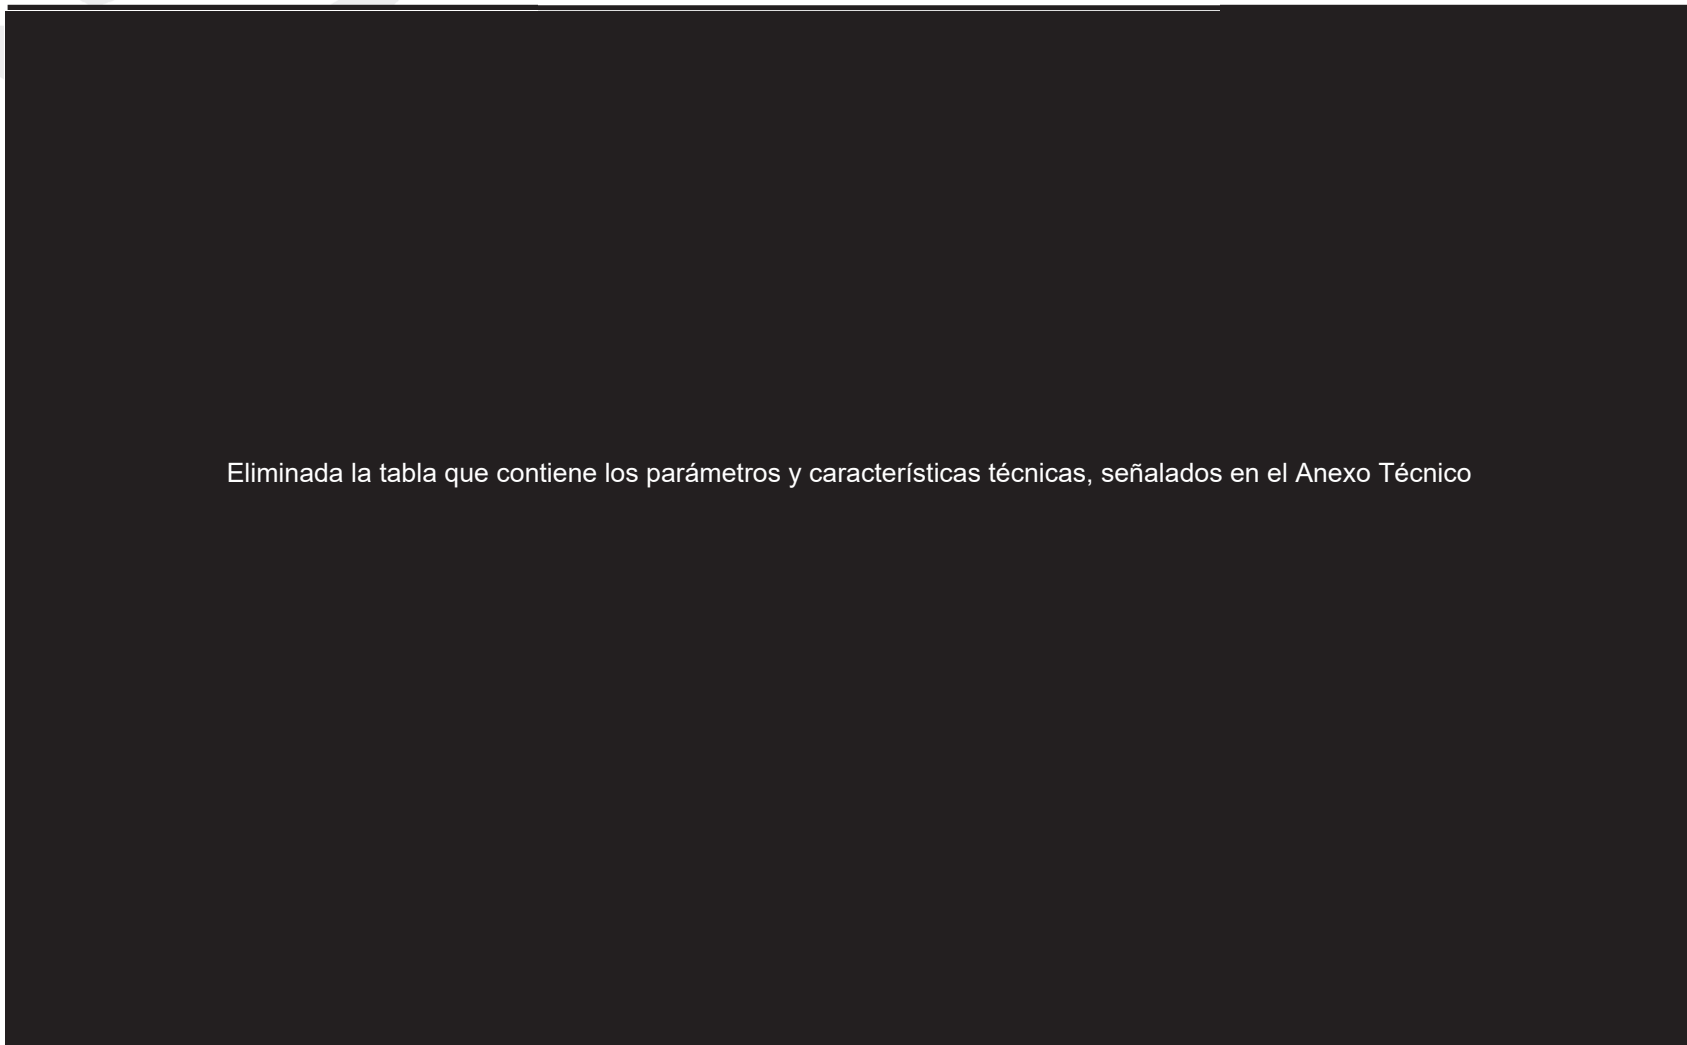 Eliminada la tabla que contiene los parámetros y características técnicas, señalados en el Anexo Técnico